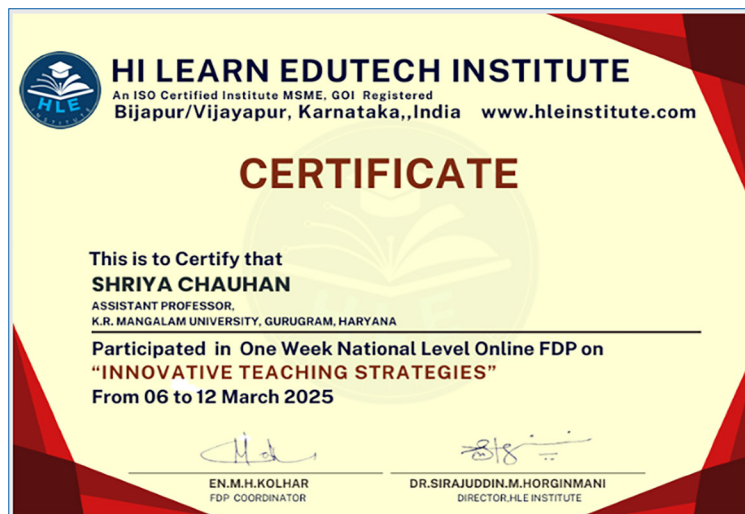 HLE
INSTITUTE
HI LEARN EDUTECH INSTITUTE
An ISO Certified Institute MSME, GOI Registered
Bijapur/Vijayapur, Karnataka,,India www.hleinstitute.com
CERTIFICATE
This is to Certify that
SHRIYA CHAUHAN
ASSISTANT PROFESSOR,
K.R. MANGALAM UNIVERSITY, GURUGRAM, HARYANA
HLE
Participated in One Week National Level Online FDP on
“INNOVATIVE TEACHING STRATEGIES”
From 06 to 12 March 2025
EN.M.H.KOLHAR
FDP COORDINATOR
DR.SIRAJUDDIN.M.HORGINMANI
DIRECTOR,HLE INSTITUTE